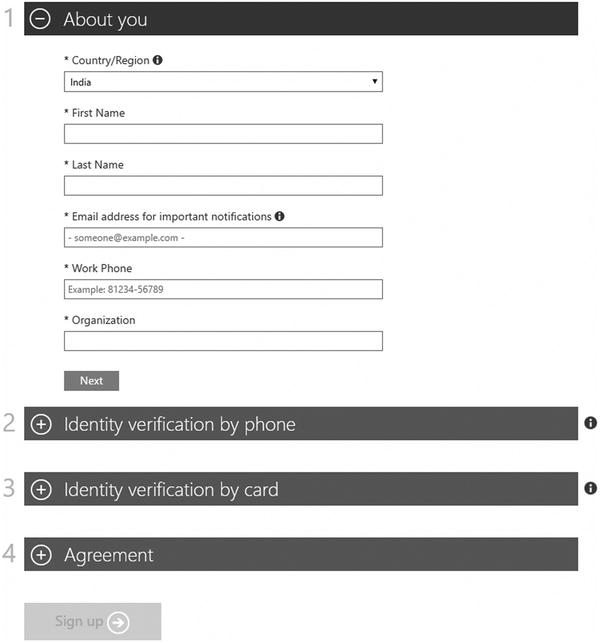 1 About you
* Country/Region
India
* First Name
* Last Name
* Email address for important notifications
- someone@example.com -
* Work Phone
Example: 81234-56789
* Organization
Next
2 Identity verification by phone
3 Identity verification by card
4 Agreement
Sign up